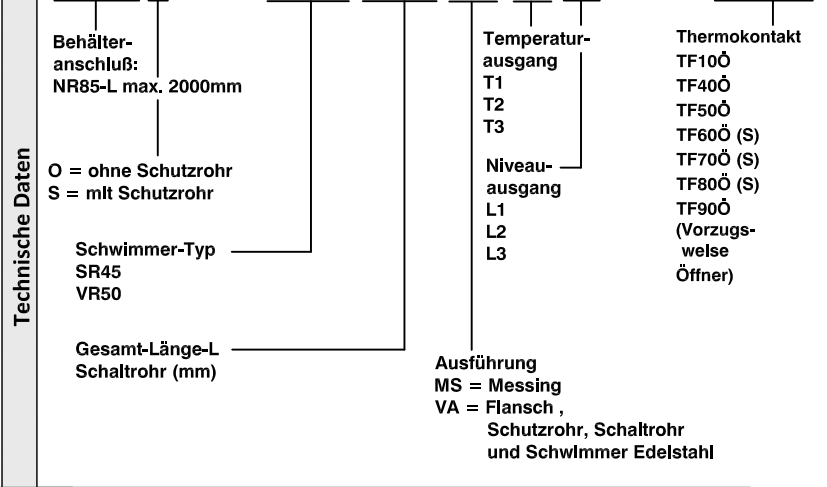 Technische Daten
Behälter-
anschluß:
NR85-L max. 2000mm
O = ohne Schutzrohr
S = mIt Schutzrohr
Schwimmer-Typ
SR45
VR50
Gesamt-Länge-L
Schaltrohr (mm)
Ausführung
MS = Messing
VA = Flansch ,
Schutzrohr, Schaltrohr
und SchwImmer Edelstahl
Temperatur-
ausgang
T1
T2
T3
Niveau-
ausgang
L1
L2
L3
Thermokontakt
TF10Ö
TF40Ö
TF50Ö
TF60Ö (S)
TF70Ö (S)
TF80Ö (S)
TF90Ö
(Vorzugs-
weise
Öffner)